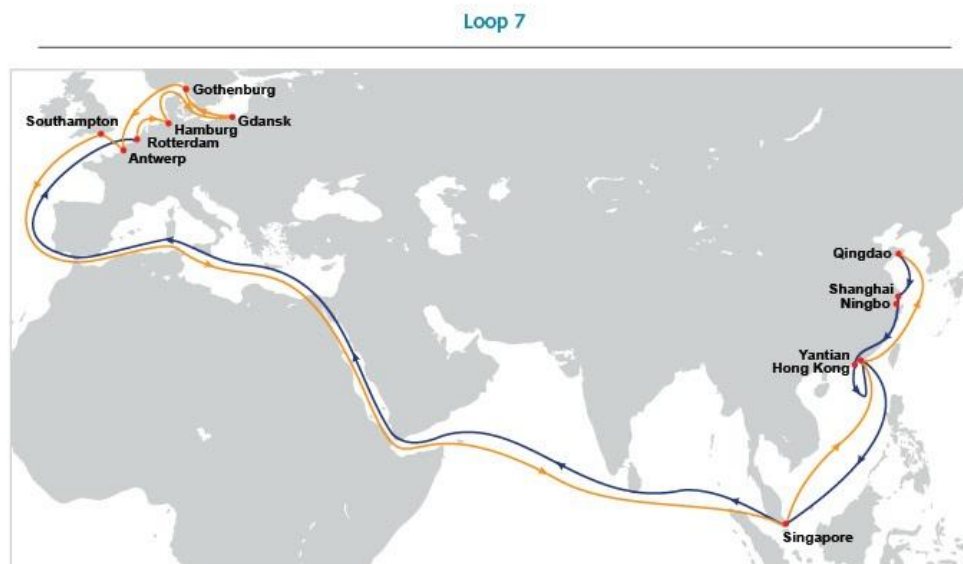 Loop 7
Gothenburg
Southampton
Gdansk
Hamburg
Rotterdam
Antwerp
Qingdao
Shanghai
Ningbo
Yantian
Hong Kong
Singapore